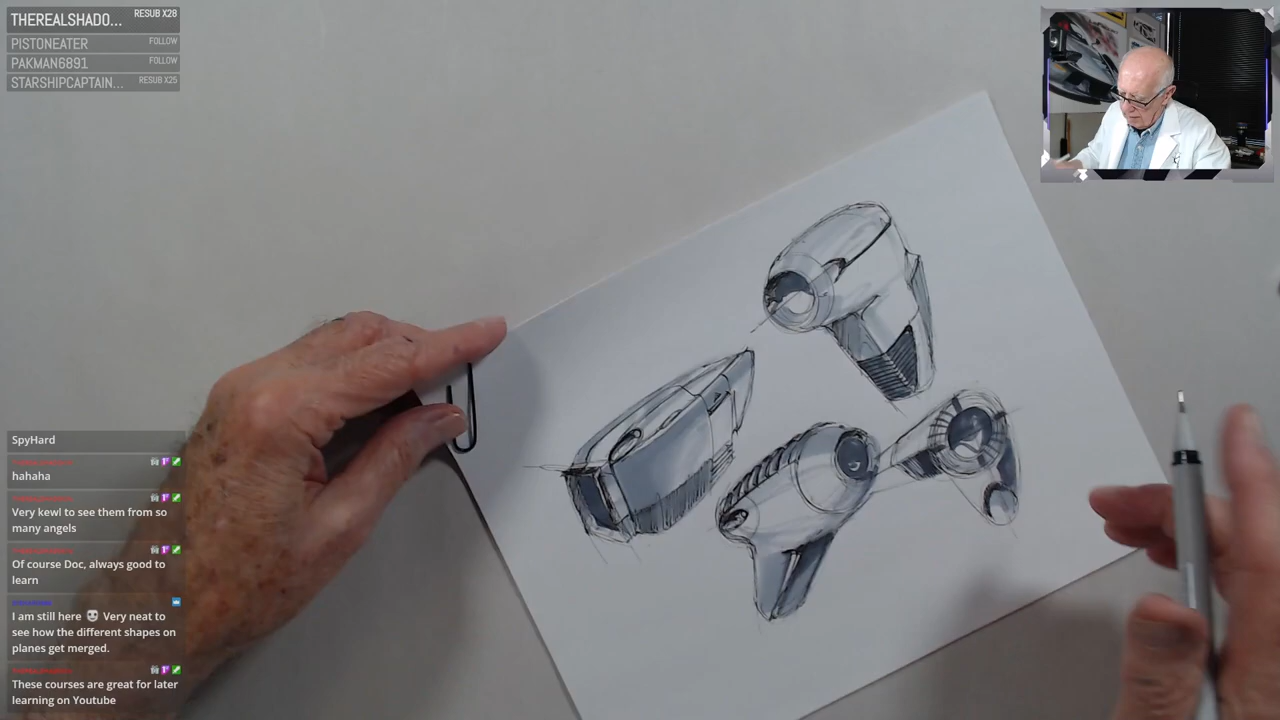 THEREALSHADO... RESUB X28
PISTONEATER FOLLOW
PAKMAN6891 FOLLOW
STARSHIPCAPTAIN... RESUB X25
SpyHard
hahaha
Very kewl to see them from so
many angels
Of course Doc, always good to
learn
I am still here Very neat to
see how the different shapes on
planes get merged.
These courses are great for later
learning on Youtube